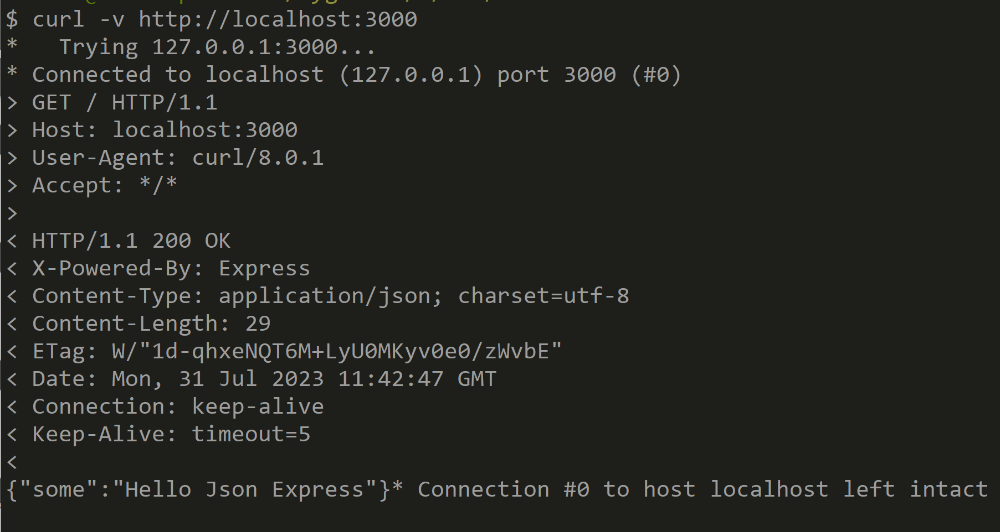 $ curl -v http://localhost:3000
*   Trying 127.0.0.1:3000...
* Connected to localhost (127.0.0.1) port 3000 (#0)
> GET / HTTP/1.1
> Host: localhost:3000
> User-Agent: curl/8.0.1
> Accept: */*
>
< HTTP/1.1 200 OK
< X-Powered-By: Express
< Content-Type: application/json; charset=utf-8
< Content-Length: 29
< ETag: W/"1d-qhxeNQT6M+LyU0MKyv0e0/zWvbE"
< Date: Mon, 31 Jul 2023 11:42:47 GMT
< Connection: keep-alive
< Keep-Alive: timeout=5
<
{"some":"Hello Json Express"}* Connection #0 to host localhost left intact